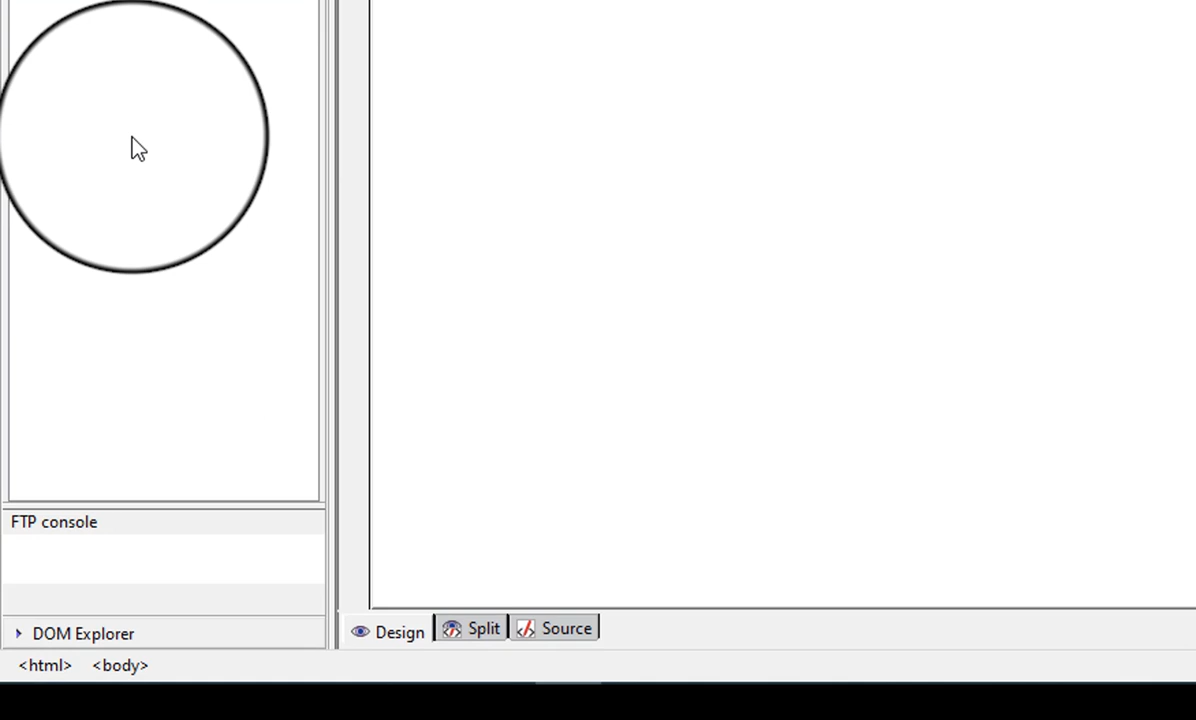 FTP console
DOM Explorer
Design Split Source
<html> <body>